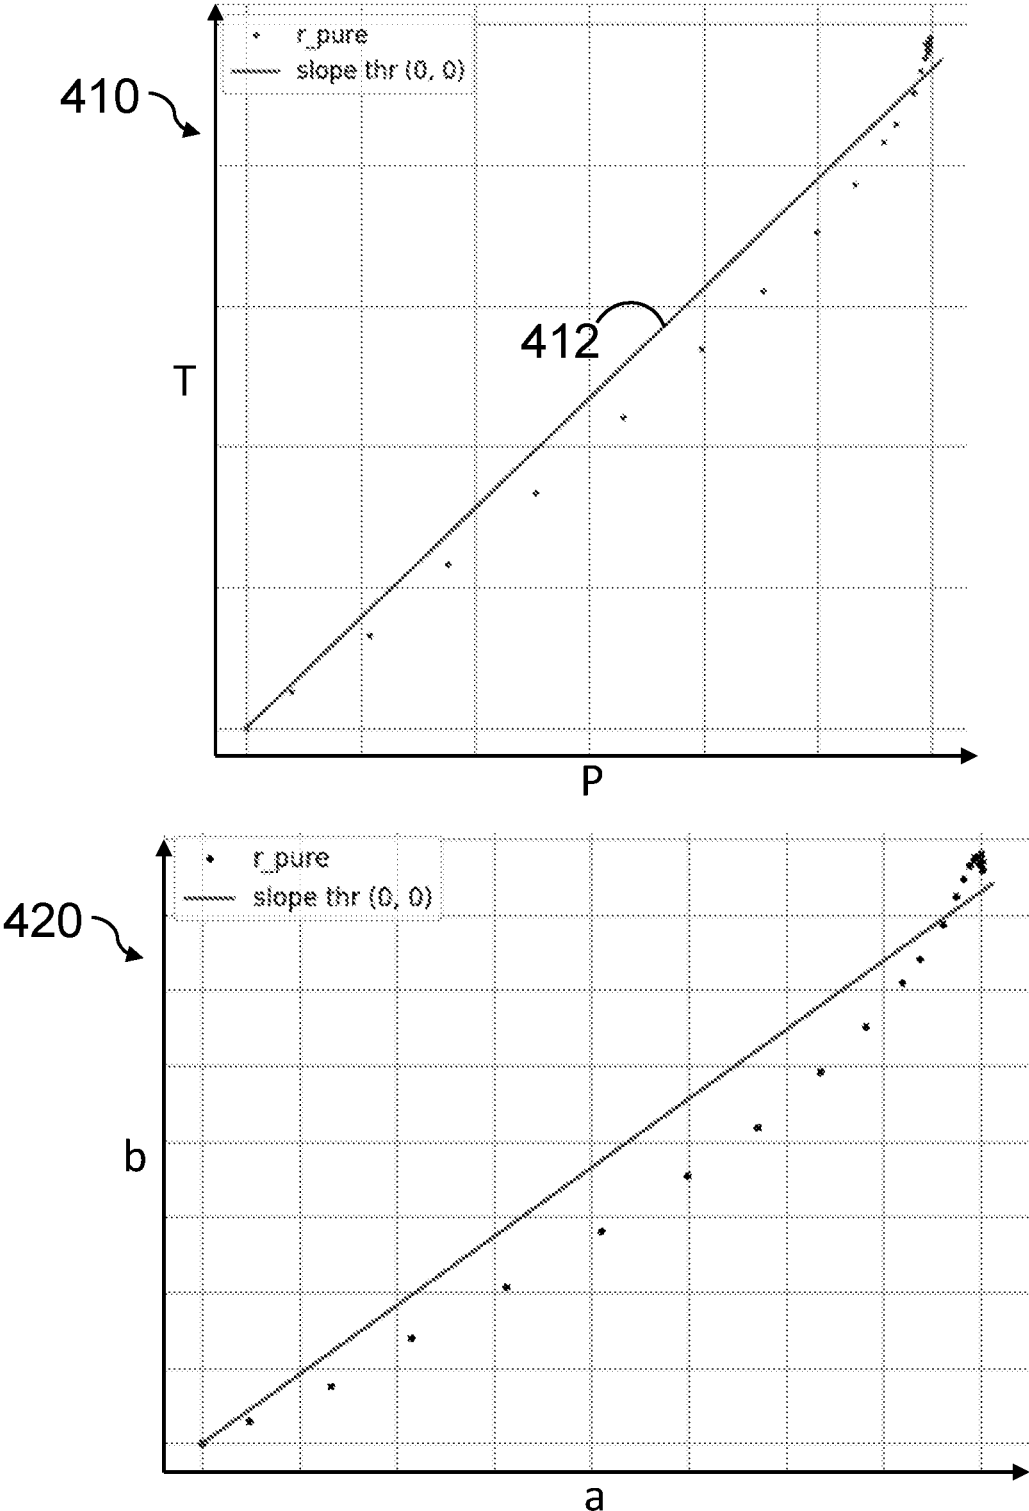 r_pure
slope thr (0, 0)
410
412
T
P
r_pure
slope thr (0, 0)
420
b
a